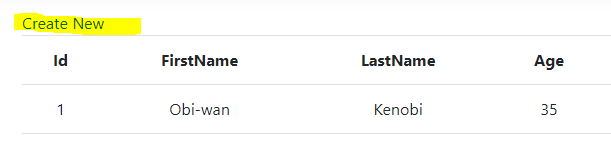 Create New
Id FirstName LastName Age
1 Obi-wan Kenobi 35